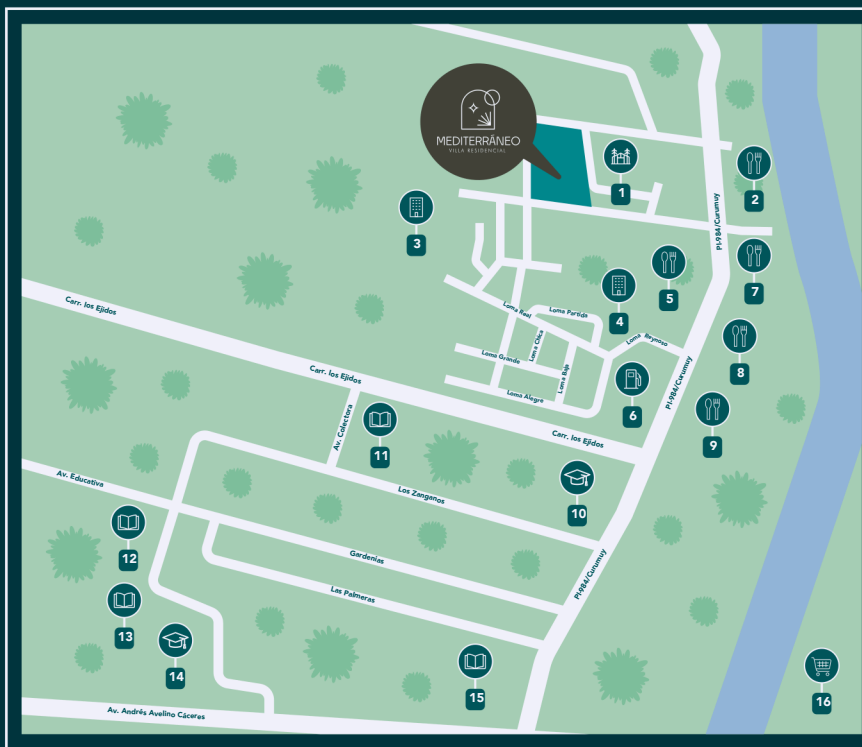 MEDITERRÁNEO
VILLA RESIDENCIAL
1
2
3
PI-984/Curumuy
4
5
7
Carr. los Ejidos
Loma Real
Loma Partida
Loma Chica
Loma Reynoso
8
Loma Grande
Loma Baja
PI-984/Curumuy
Carr. los Ejidos
Loma Alegre
6
9
Av. Colectora
11
Carr. los Ejidos
Av. Educativa
Los Zanganos
10
12
Gardenias
PI-984/Curumuy
Las Palmeras
13
14
15
16
Av. Andrés Avelino Cáceres